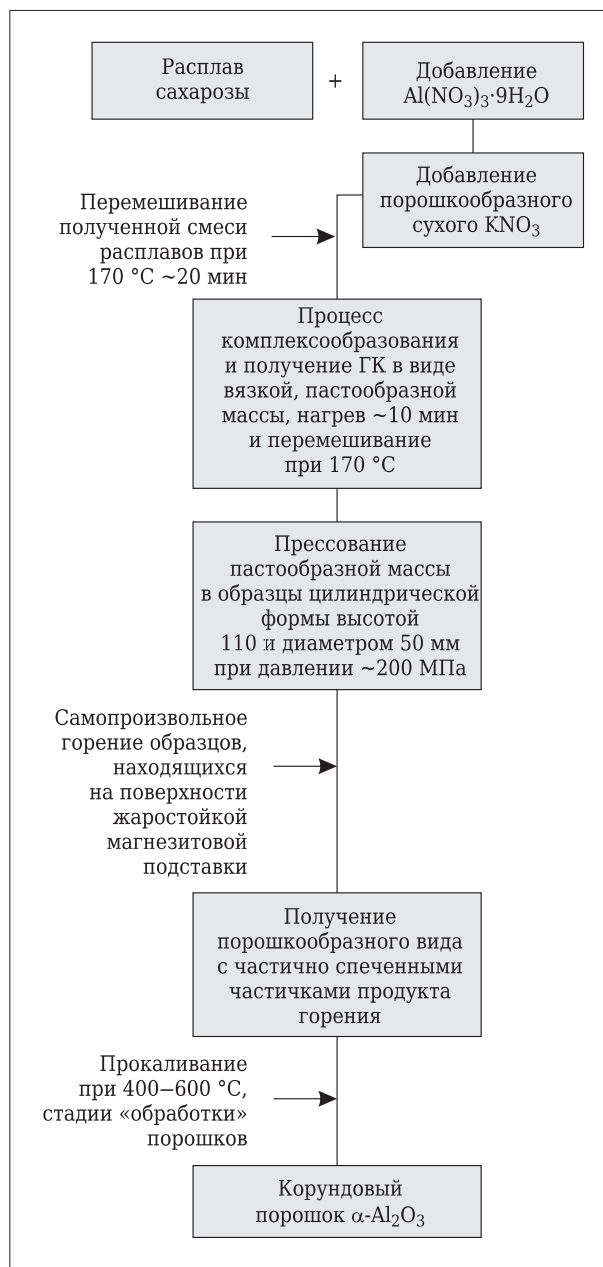 Расплав
сахарозы
+
Добавление
Al(NO₃)₃·9H₂O
Добавление
порошкообразного
сухого KNO₃
Перемешивание
полученной смеси
расплавов при
170 °C ~20 мин
Процесс
комплексообразования
и получение ГК в виде
вязкой, пастообразной
массы, нагрев ~10 мин
и перемешивание
при 170 °C
Прессование
пастообразной массы
в образцы цилиндрической
формы высотой
110 и диаметром 50 мм
при давлении ~200 МПа
Самопроизвольное
горение образцов,
находящихся
на поверхности
жаростойкой
магнезитовой
подставки
Получение
порошкообразного вида
с частично спеченными
частичками продукта
горения
Прокаливание
при 400–600 °C,
стадии «обработки»
порошков
Корундовый
порошок α-Al₂O₃